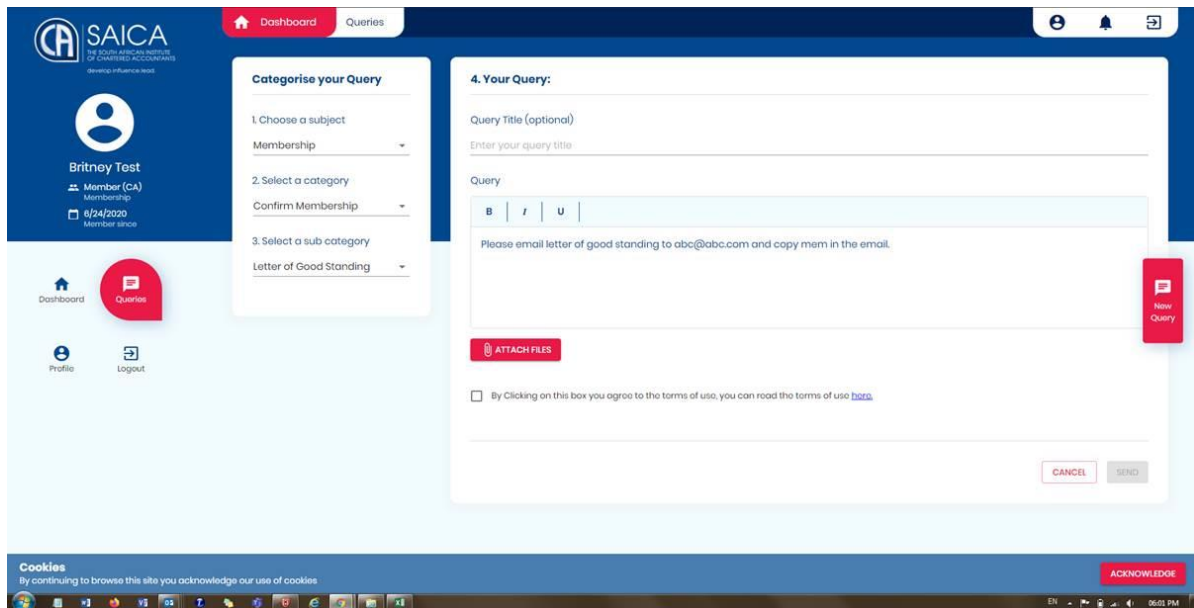 SAICA
THE SOUTH AFRICAN INSTITUTE
OF CHARTERED ACCOUNTANTS
develop.influence.lead.
Dashboard
Queries
Britney Test
Member (CA)
Membership
6/24/2020
Member since
Dashboard
Queries
Profile
Logout
Categorise your Query
1. Choose a subject
Membership
2. Select a category
Confirm Membership
3. Select a sub category
Letter of Good Standing
4. Your Query:
Query Title (optional)
Enter your query title
Query
B I U
Please email letter of good standing to abc@abc.com and copy mem in the email.
ATTACH FILES
By Clicking on this box you agree to the terms of use, you can read the terms of use here.
CANCEL
SEND
New
Query
Cookies
By continuing to browse this site you acknowledge our use of cookies
ACKNOWLEDGE
EN
06:01 PM